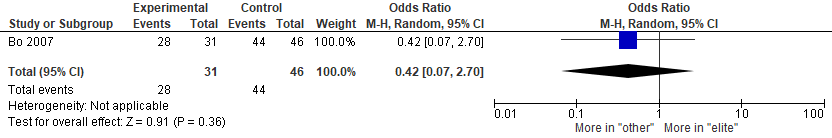 Experimental Control Odds Ratio Odds Ratio
Study or Subgroup Events Total Events Total Weight M-H, Random, 95% CI M-H, Random, 95% CI
Bo 2007 28 31 44 46 100.0% 0.42 [0.07, 2.70]
Total (95% CI) 31 46 100.0% 0.42 [0.07, 2.70]
Total events 28 44
Heterogeneity: Not applicable
Test for overall effect: Z = 0.91 (P = 0.36)
0.01 0.1 1 10 100
More in "other" More in "elite"